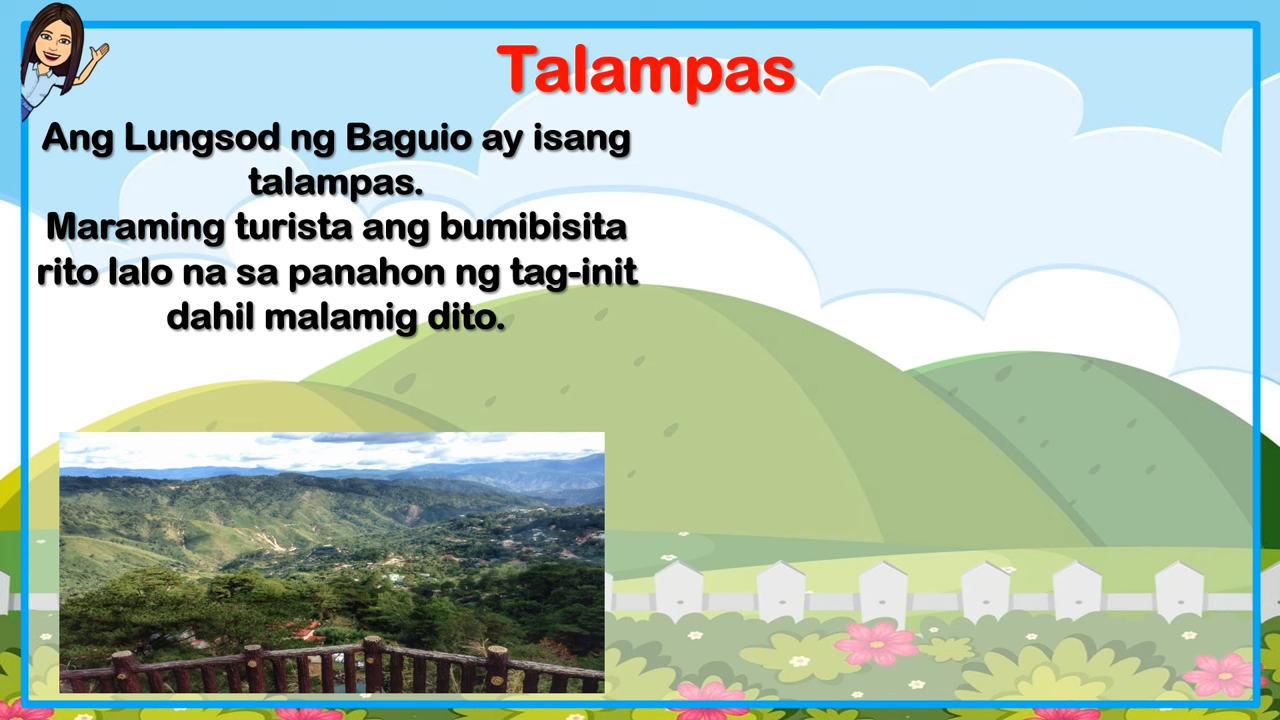 Talampas
Ang Lungsod ng Baguio ay isang
talampas.
Maraming turista ang bumibisita
rito lalo na sa panahon ng tag-init
dahil malamig dito.